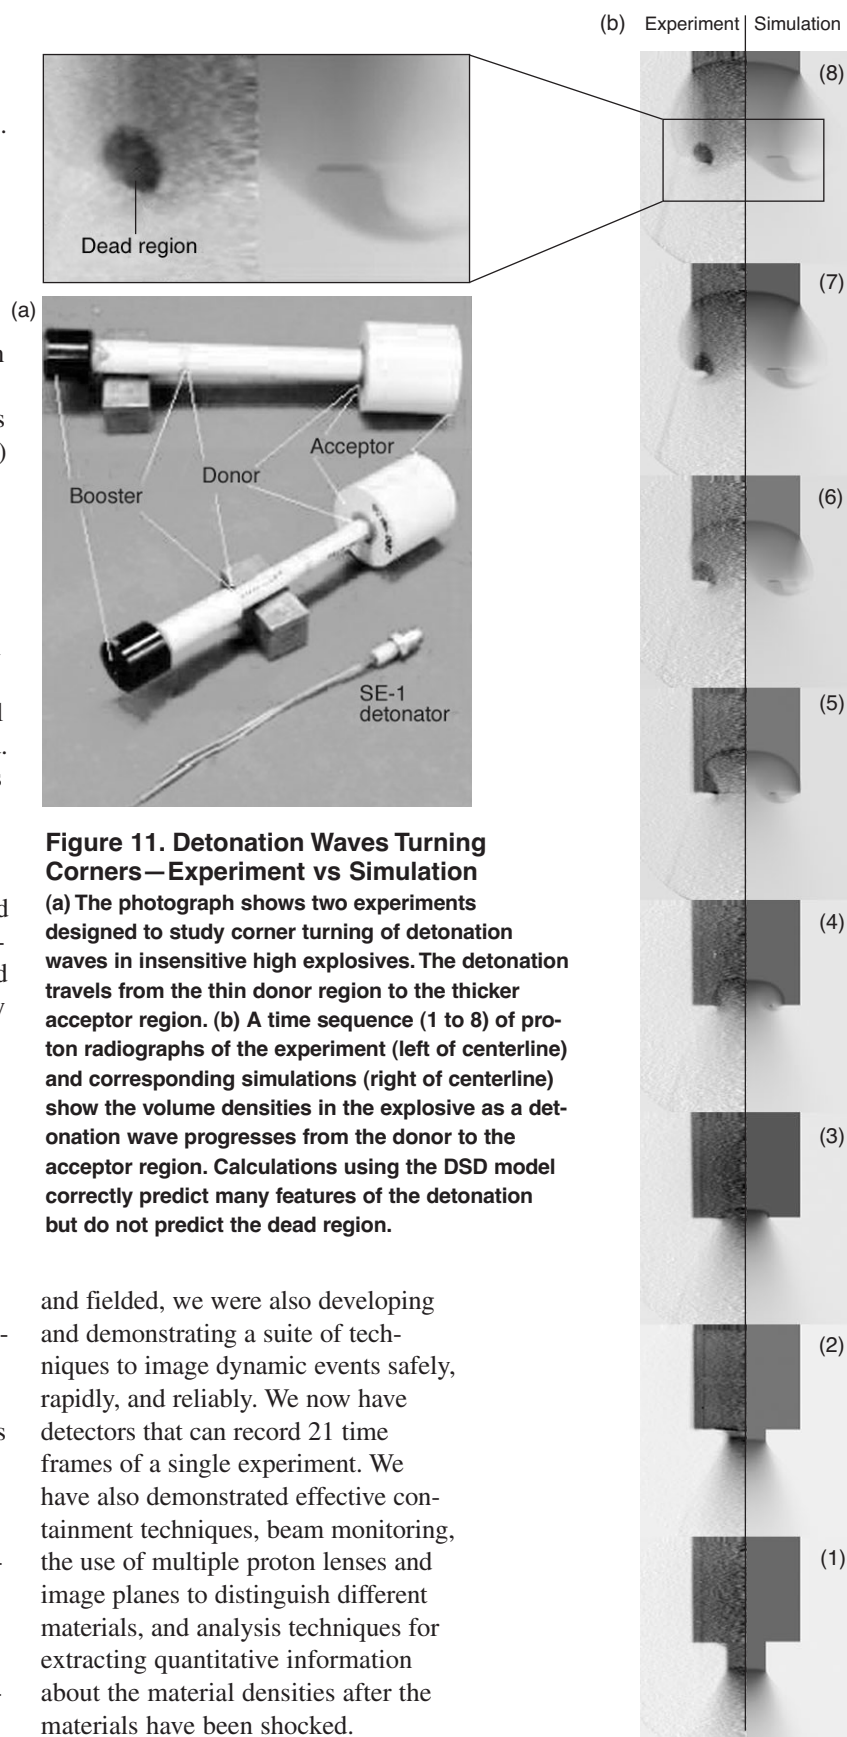 (b) Experiment Simulation
(8)
Dead region
(7)
(a)
Acceptor
Donor
Booster
(6)
SE-1
detonator
(5)
Figure 11. Detonation Waves Turning
Corners—Experiment vs Simulation
(a) The photograph shows two experiments
designed to study corner turning of detonation
waves in insensitive high explosives. The detonation
travels from the thin donor region to the thicker
acceptor region. (b) A time sequence (1 to 8) of pro-
ton radiographs of the experiment (left of centerline)
and corresponding simulations (right of centerline)
show the volume densities in the explosive as a det-
onation wave progresses from the donor to the
acceptor region. Calculations using the DSD model
correctly predict many features of the detonation
but do not predict the dead region.
(4)
(3)
(2)
(1)
and fielded, we were also developing
and demonstrating a suite of tech-
niques to image dynamic events safely,
rapidly, and reliably. We now have
detectors that can record 21 time
frames of a single experiment. We
have also demonstrated effective con-
tainment techniques, beam monitoring,
the use of multiple proton lenses and
image planes to distinguish different
materials, and analysis techniques for
extracting quantitative information
about the material densities after the
materials have been shocked.